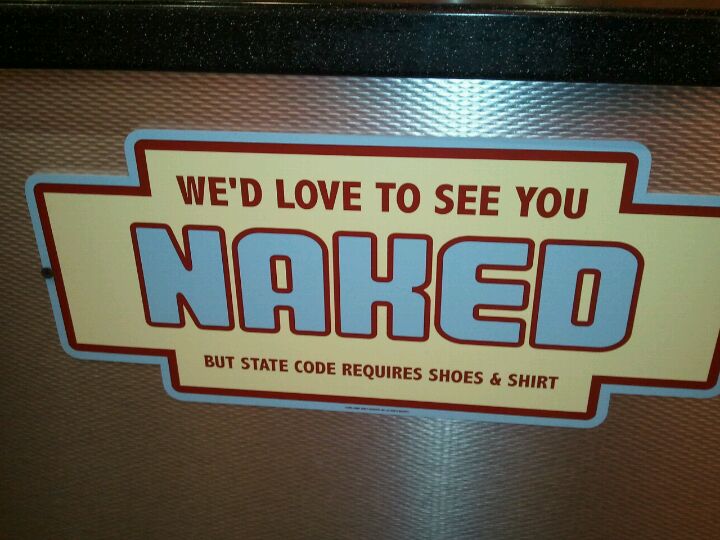 WE'D LOVE TO SEE YOU
NAKED
BUT STATE CODE REQUIRES SHOES & SHIRT